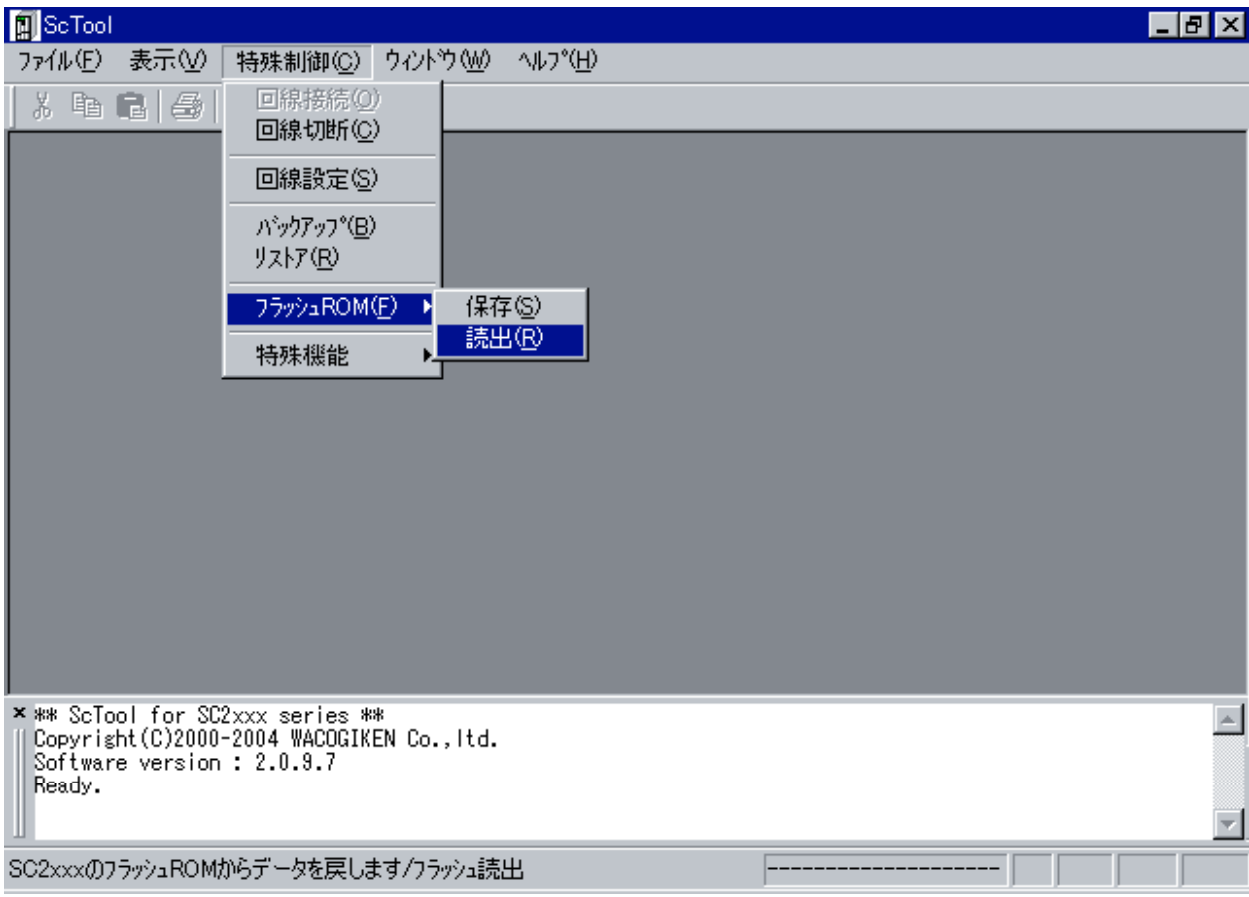 ScTool
ﾌｧｲﾙ(F) 表示(V) 特殊制御(C) ｳｨﾝﾄﾞｳ(W) ﾍﾙﾌﾟ(H)
回線接続(O)
回線切断(C)
回線設定(S)
ﾊﾞｯｸｱｯﾌﾟ(B)
ﾘｽﾄｱ(R)
ﾌﾗｯｼｭROM(F)
保存(S)
読出(R)
特殊機能
** ScTool for SC2xxx series **
Copyright(C)2000-2004 WACOGIKEN Co.,ltd.
Software version : 2.0.9.7
Ready.
SC2xxxのﾌﾗｯｼｭROMからデータを戻します/ﾌﾗｯｼｭ読出
--------------------